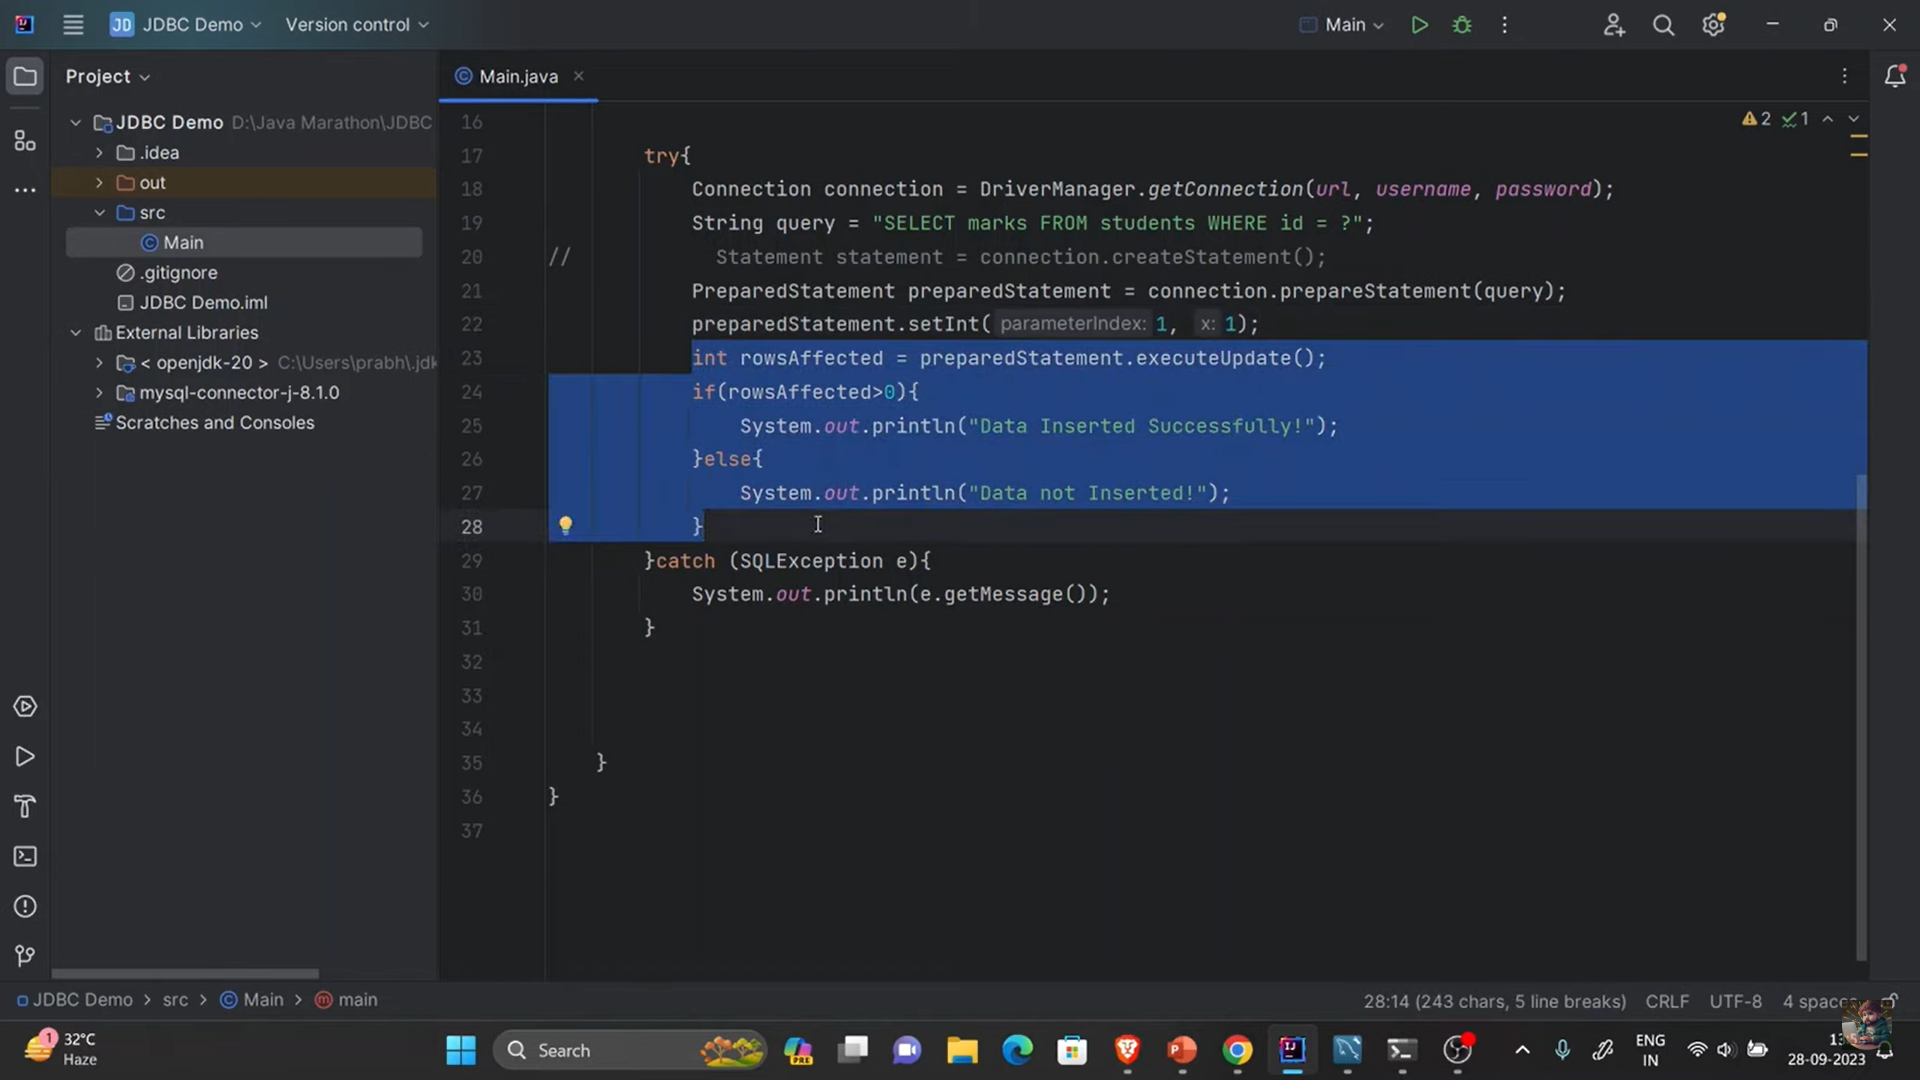 JD JDBC Demo Version control Main
Project
Main.java
JDBC Demo D:\Java Marathon\JDBC
.idea
out
src
Main
.gitignore
JDBC Demo.iml
External Libraries
< openjdk-20 > C:\Users\prabh\.jdk
mysql-connector-j-8.1.0
Scratches and Consoles
2 1
16
17 try{
18 Connection connection = DriverManager.getConnection(url, username, password);
19 String query = "SELECT marks FROM students WHERE id = ?";
20 // Statement statement = connection.createStatement();
21 PreparedStatement preparedStatement = connection.prepareStatement(query);
22 preparedStatement.setInt( parameterIndex: 1, x: 1);
23 int rowsAffected = preparedStatement.executeUpdate();
24 if(rowsAffected>0){
25 System.out.println("Data Inserted Successfully!");
26 }else{
27 System.out.println("Data not Inserted!");
28 }
29 }catch (SQLException e){
30 System.out.println(e.getMessage());
31 }
32
33
34
35 }
36 }
37
JDBC Demo > src > Main > main
28:14 (243 chars, 5 line breaks) CRLF UTF-8 4 spac
1 32°C
Haze
Search
PRE
ENG
IN
28-09-2023